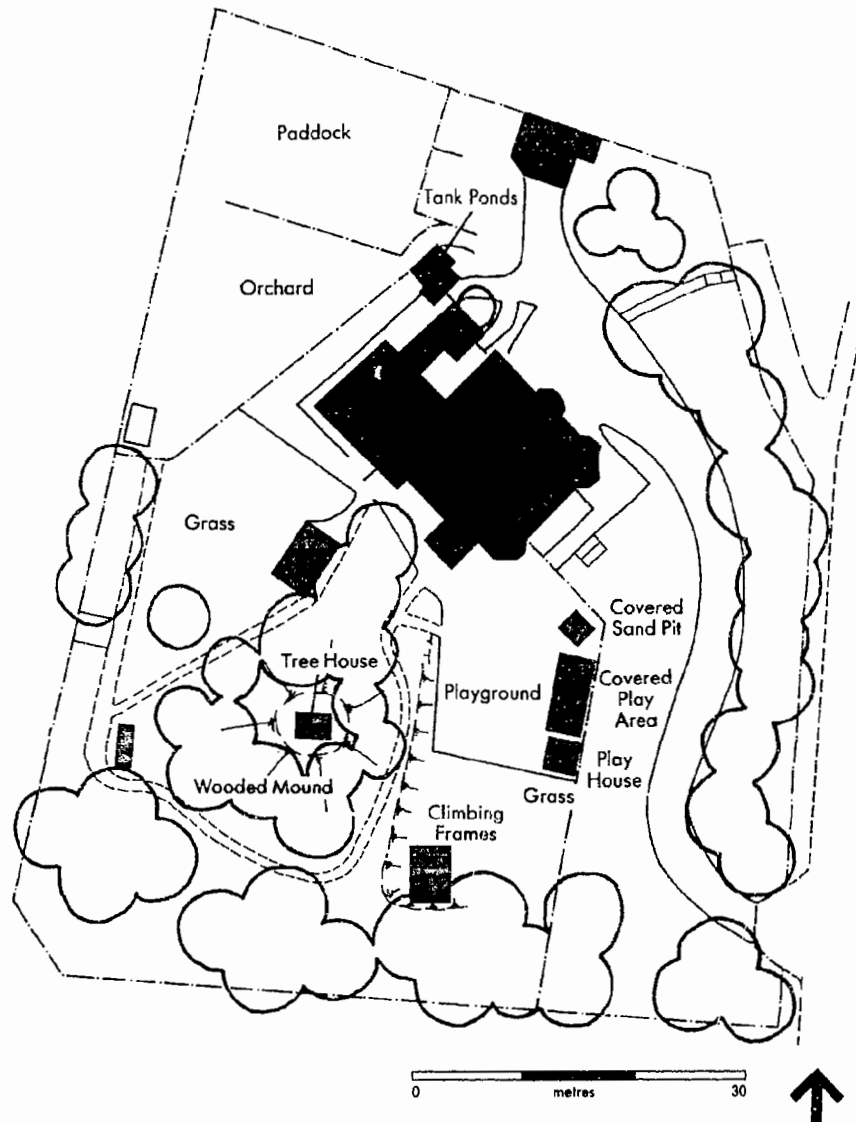 Paddock
Tank Ponds
Orchard
Grass
Covered
Sand Pit
Tree House
Playground
Covered
Play
Area
Play
House
Wooded Mound
Grass
Climbing
Frames
0 metres 30